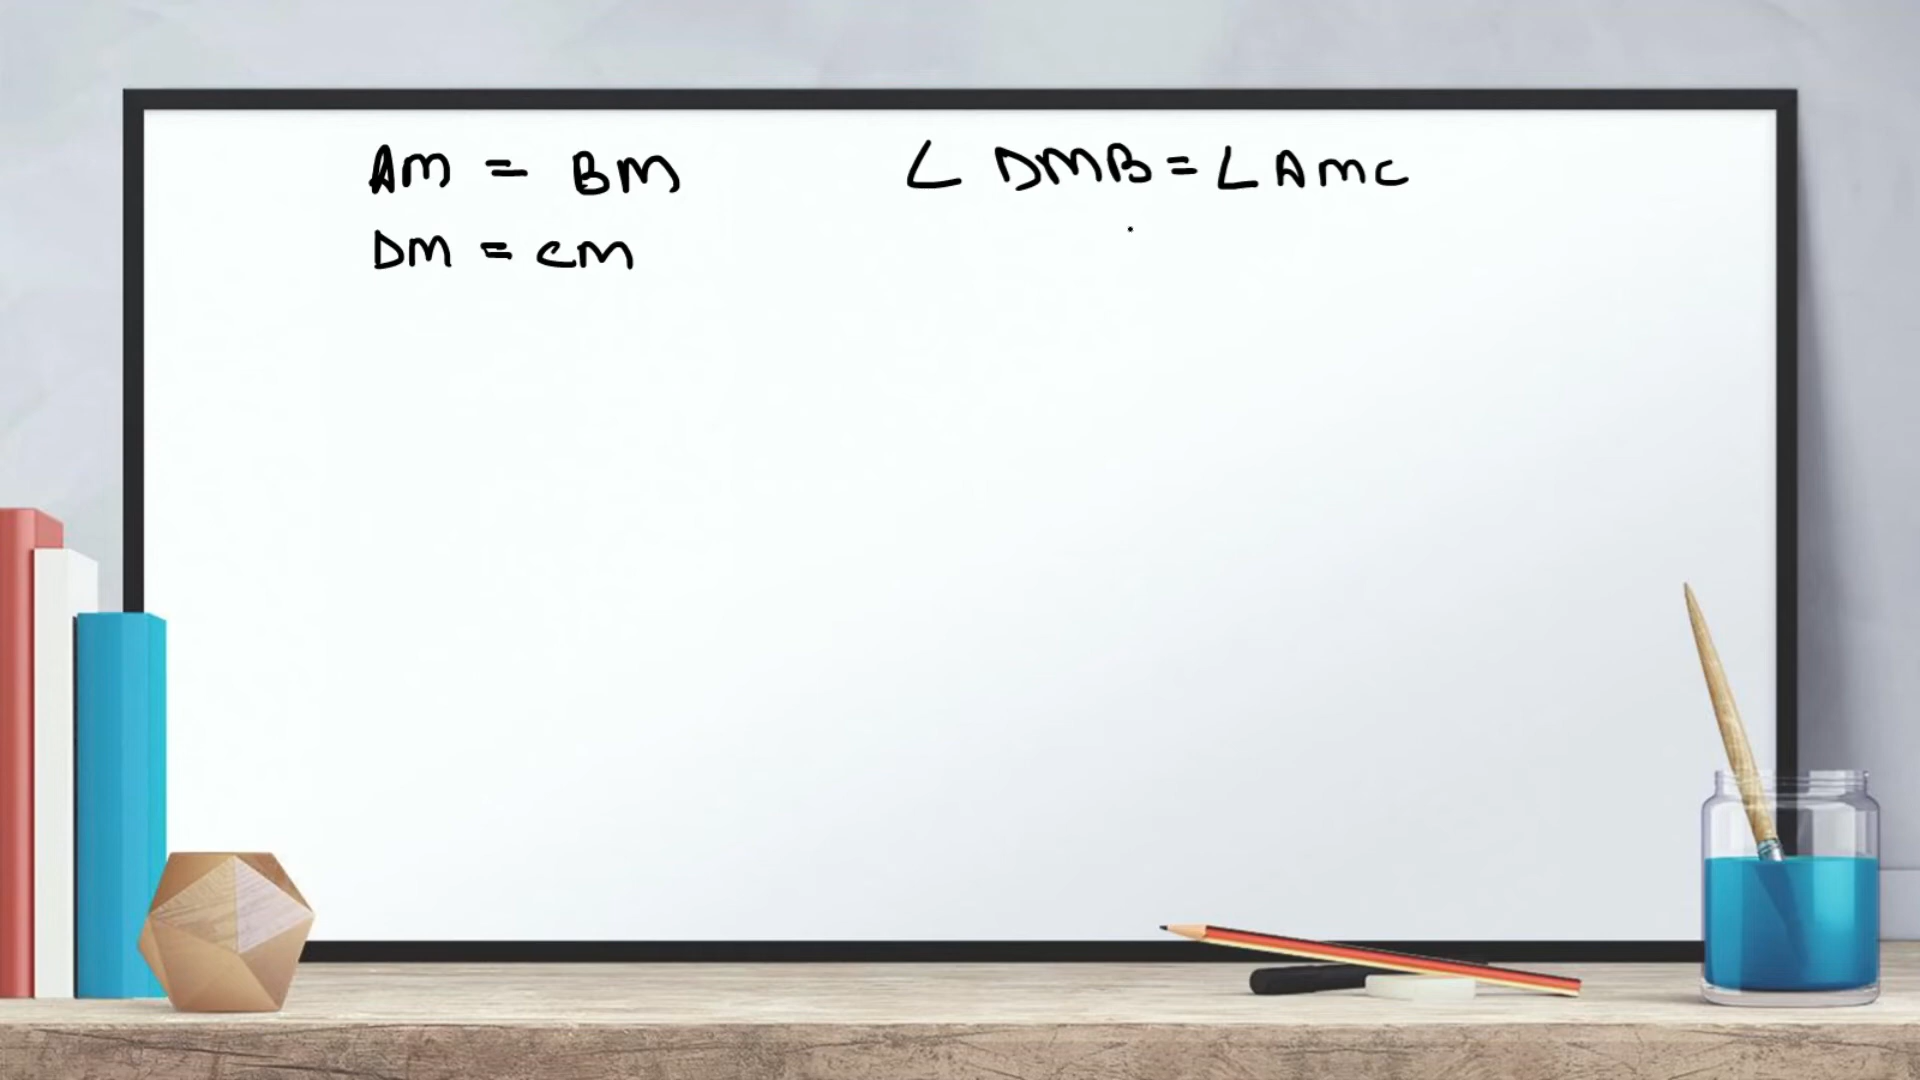 AM = BM
DM = CM
∠ DMB = ∠ AMC